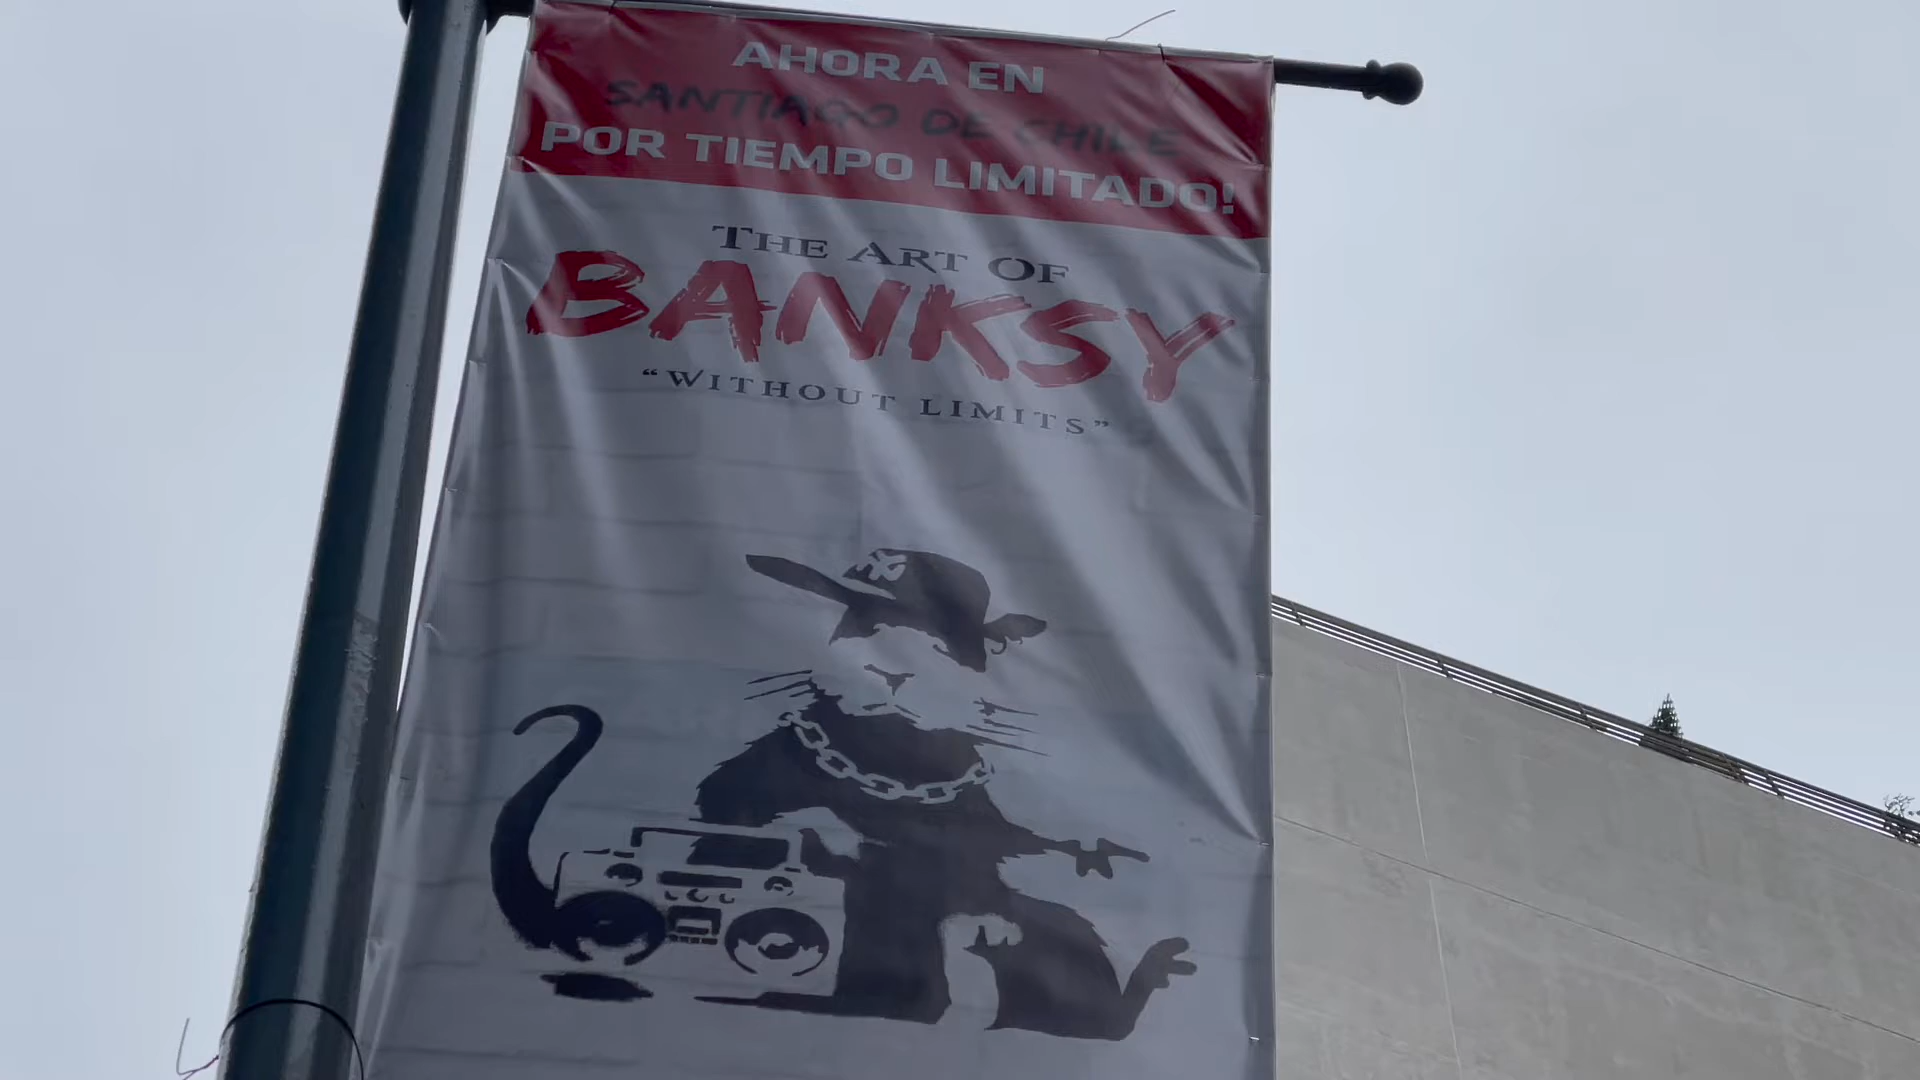 AHORA EN
SANTIAGO DE CHILE
POR TIEMPO LIMITADO!
THE ART OF
BANKSY
“WITHOUT LIMITS”